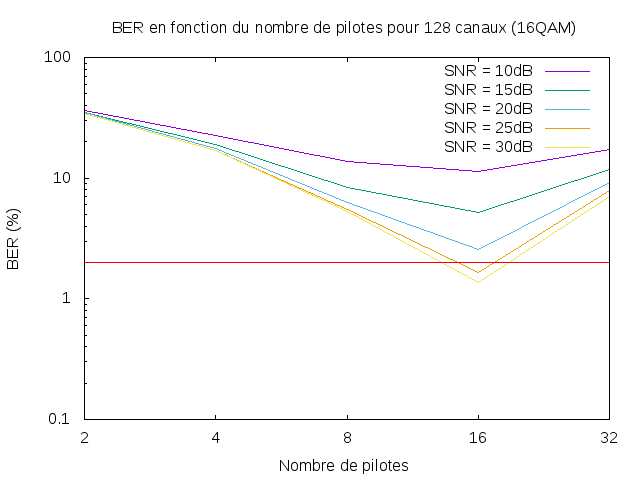 BER en fonction du nombre de pilotes pour 128 canaux (16QAM)
100
10
1
0.1
BER (%)
SNR = 10dB
SNR = 15dB
SNR = 20dB
SNR = 25dB
SNR = 30dB
2 4 8 16 32
Nombre de pilotes